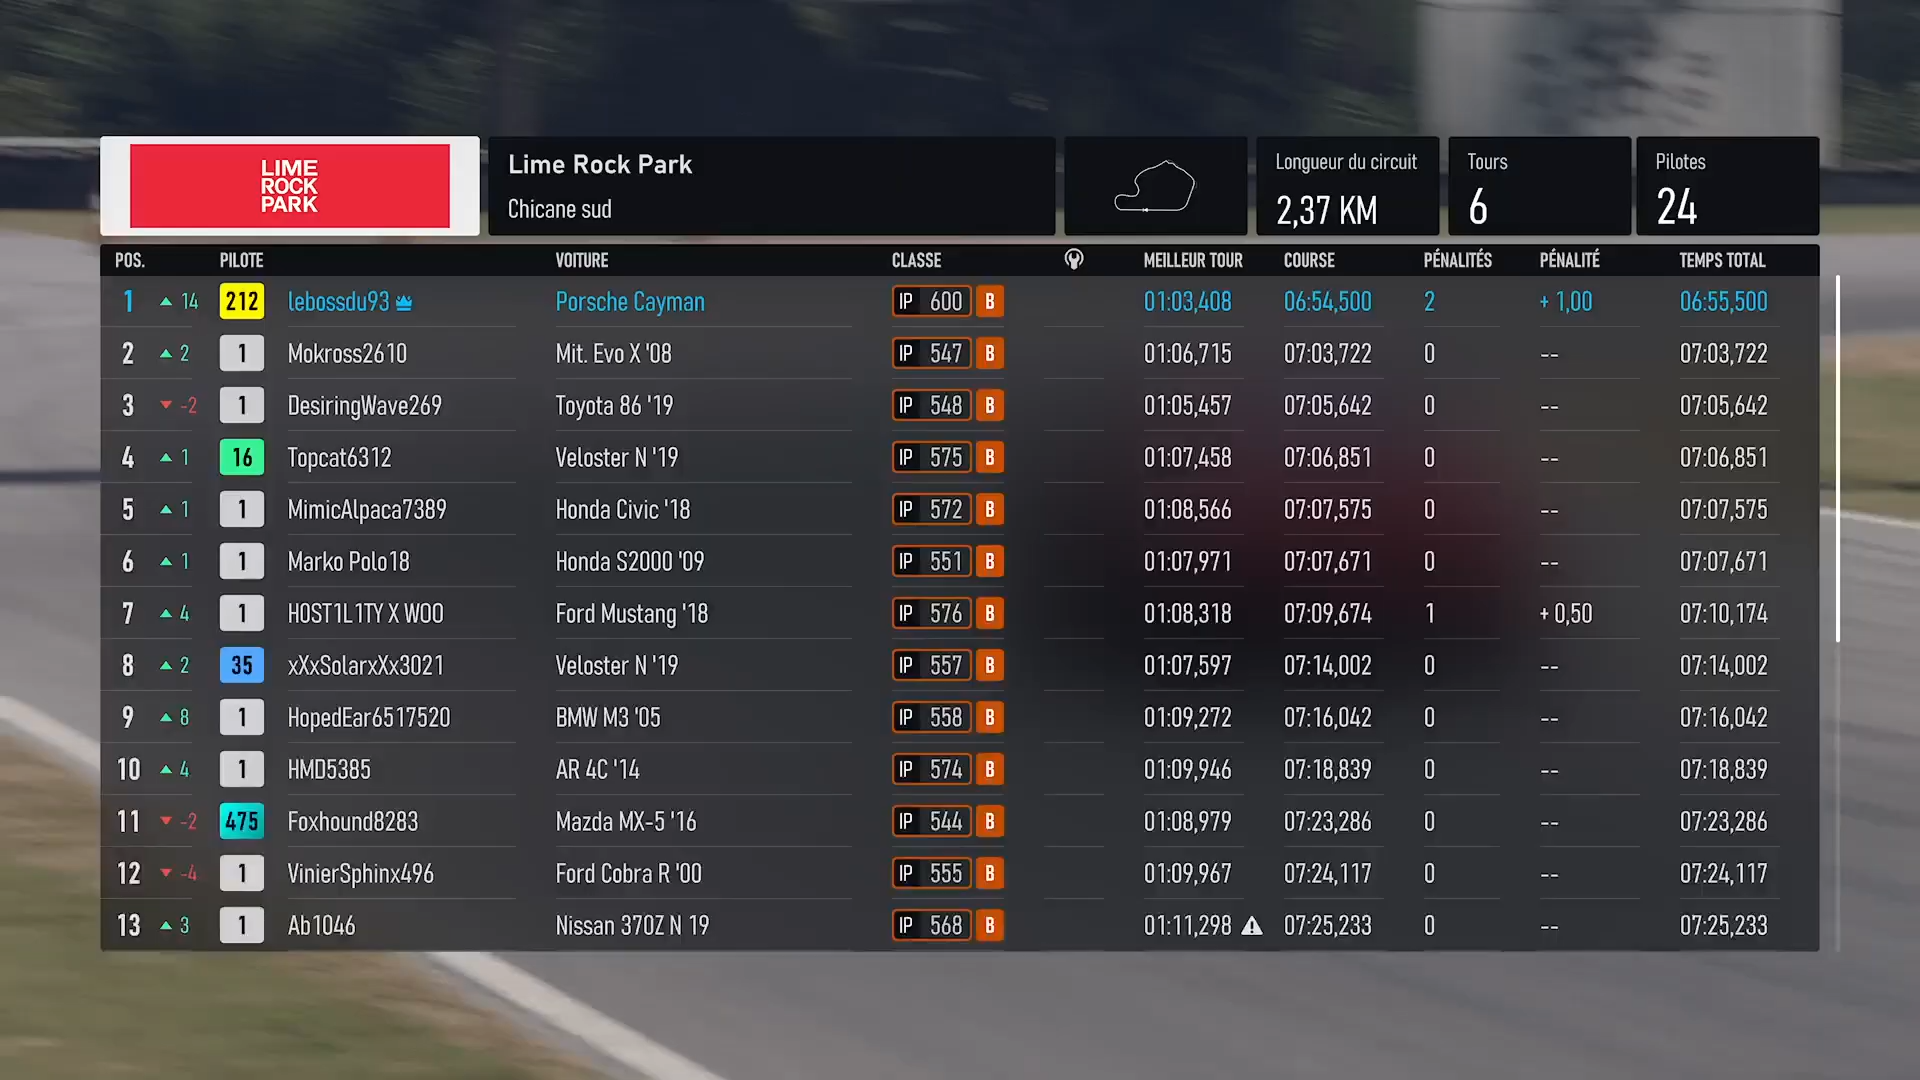 LIME
ROCK
PARK
Lime Rock Park
Chicane sud
Longueur du circuit
2,37 KM
Tours
6
Pilotes
24
POS. PILOTE VOITURE CLASSE MEILLEUR TOUR COURSE PÉNALITÉS PÉNALITÉ TEMPS TOTAL
1 14 212 lebossdu93 Porsche Cayman IP 600 B 01:03,408 06:54,500 2 + 1,00 06:55,500
2 2 1 Mokross2610 Mit. Evo X '08 IP 547 B 01:06,715 07:03,722 0 -- 07:03,722
3 -2 1 DesiringWave269 Toyota 86 '19 IP 548 B 01:05,457 07:05,642 0 -- 07:05,642
4 1 16 Topcat6312 Veloster N '19 IP 575 B 01:07,458 07:06,851 0 -- 07:06,851
5 1 1 MimicAlpaca7389 Honda Civic '18 IP 572 B 01:08,566 07:07,575 0 -- 07:07,575
6 1 1 Marko Polo18 Honda S2000 '09 IP 551 B 01:07,971 07:07,671 0 -- 07:07,671
7 4 1 H0ST1L1TY X WOO Ford Mustang '18 IP 576 B 01:08,318 07:09,674 1 + 0,50 07:10,174
8 2 35 xXxSolarxXx3021 Veloster N '19 IP 557 B 01:07,597 07:14,002 0 -- 07:14,002
9 8 1 HopedEar6517520 BMW M3 '05 IP 558 B 01:09,272 07:16,042 0 -- 07:16,042
10 4 1 HMD5385 AR 4C '14 IP 574 B 01:09,946 07:18,839 0 -- 07:18,839
11 -2 475 Foxhound8283 Mazda MX-5 '16 IP 544 B 01:08,979 07:23,286 0 -- 07:23,286
12 -4 1 VinierSphinx496 Ford Cobra R '00 IP 555 B 01:09,967 07:24,117 0 -- 07:24,117
13 3 1 Ab1046 Nissan 370Z N 19 IP 568 B 01:11,298 07:25,233 0 -- 07:25,233